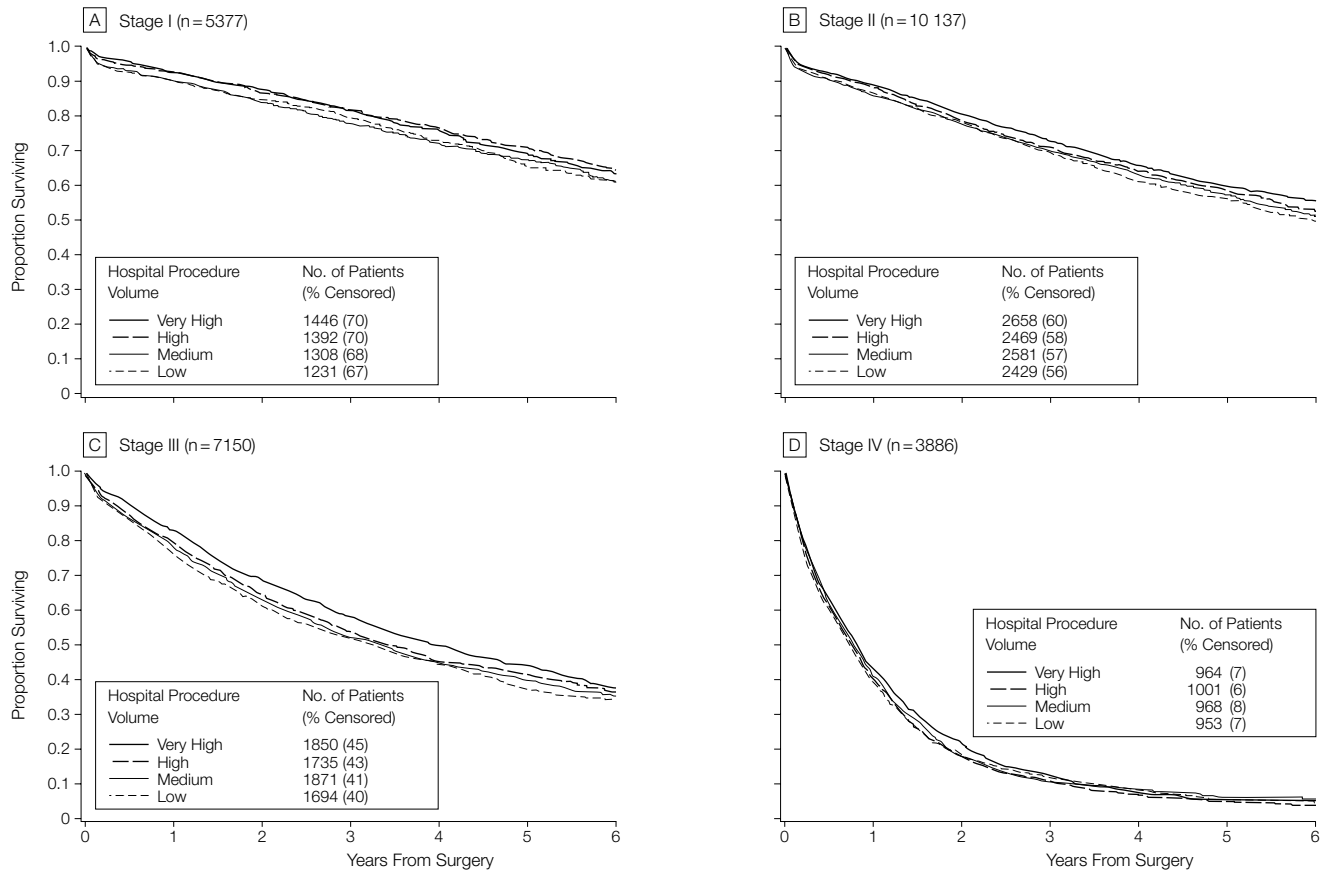 A Stage I (n=5377)
1.0
0.9
0.8
0.7
0.6
0.5
0.4
0.3
0.2
0.1
0
Proportion Surviving
Hospital Procedure Volume No. of Patients (% Censored)
Very High 1446 (70)
High 1392 (70)
Medium 1308 (68)
Low 1231 (67)
B Stage II (n=10 137)
Hospital Procedure Volume No. of Patients (% Censored)
Very High 2658 (60)
High 2469 (58)
Medium 2581 (57)
Low 2429 (56)
C Stage III (n=7150)
1.0
0.9
0.8
0.7
0.6
0.5
0.4
0.3
0.2
0.1
0
Proportion Surviving
Hospital Procedure Volume No. of Patients (% Censored)
Very High 1850 (45)
High 1735 (43)
Medium 1871 (41)
Low 1694 (40)
0 1 2 3 4 5 6
Years From Surgery
D Stage IV (n=3886)
Hospital Procedure Volume No. of Patients (% Censored)
Very High 964 (7)
High 1001 (6)
Medium 968 (8)
Low 953 (7)
0 1 2 3 4 5 6
Years From Surgery